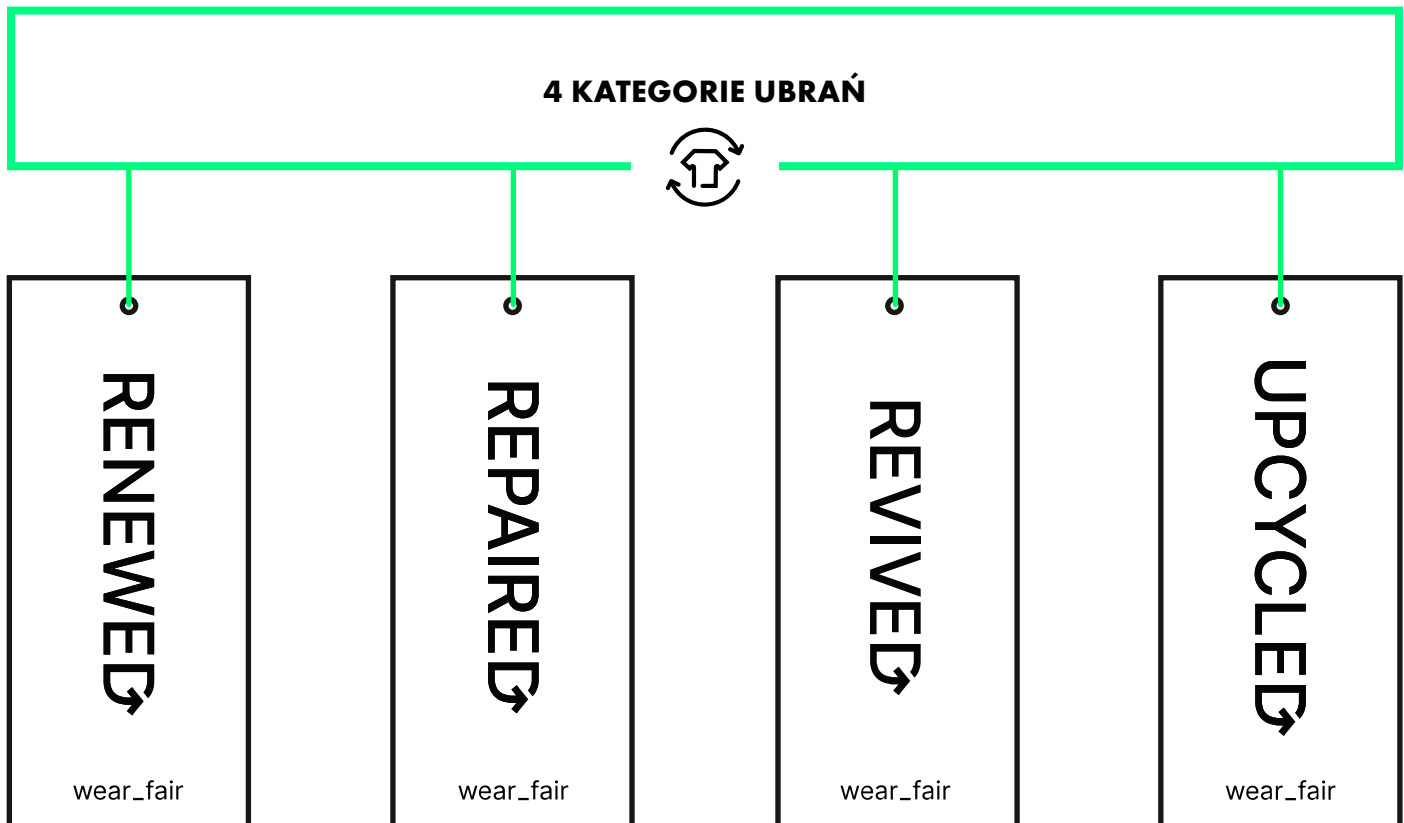 4 KATEGORIE UBRAŃ
RENEWED
wear_fair
REPAIRED
wear_fair
REVIVED
wear_fair
UPCYCLED
wear_fair